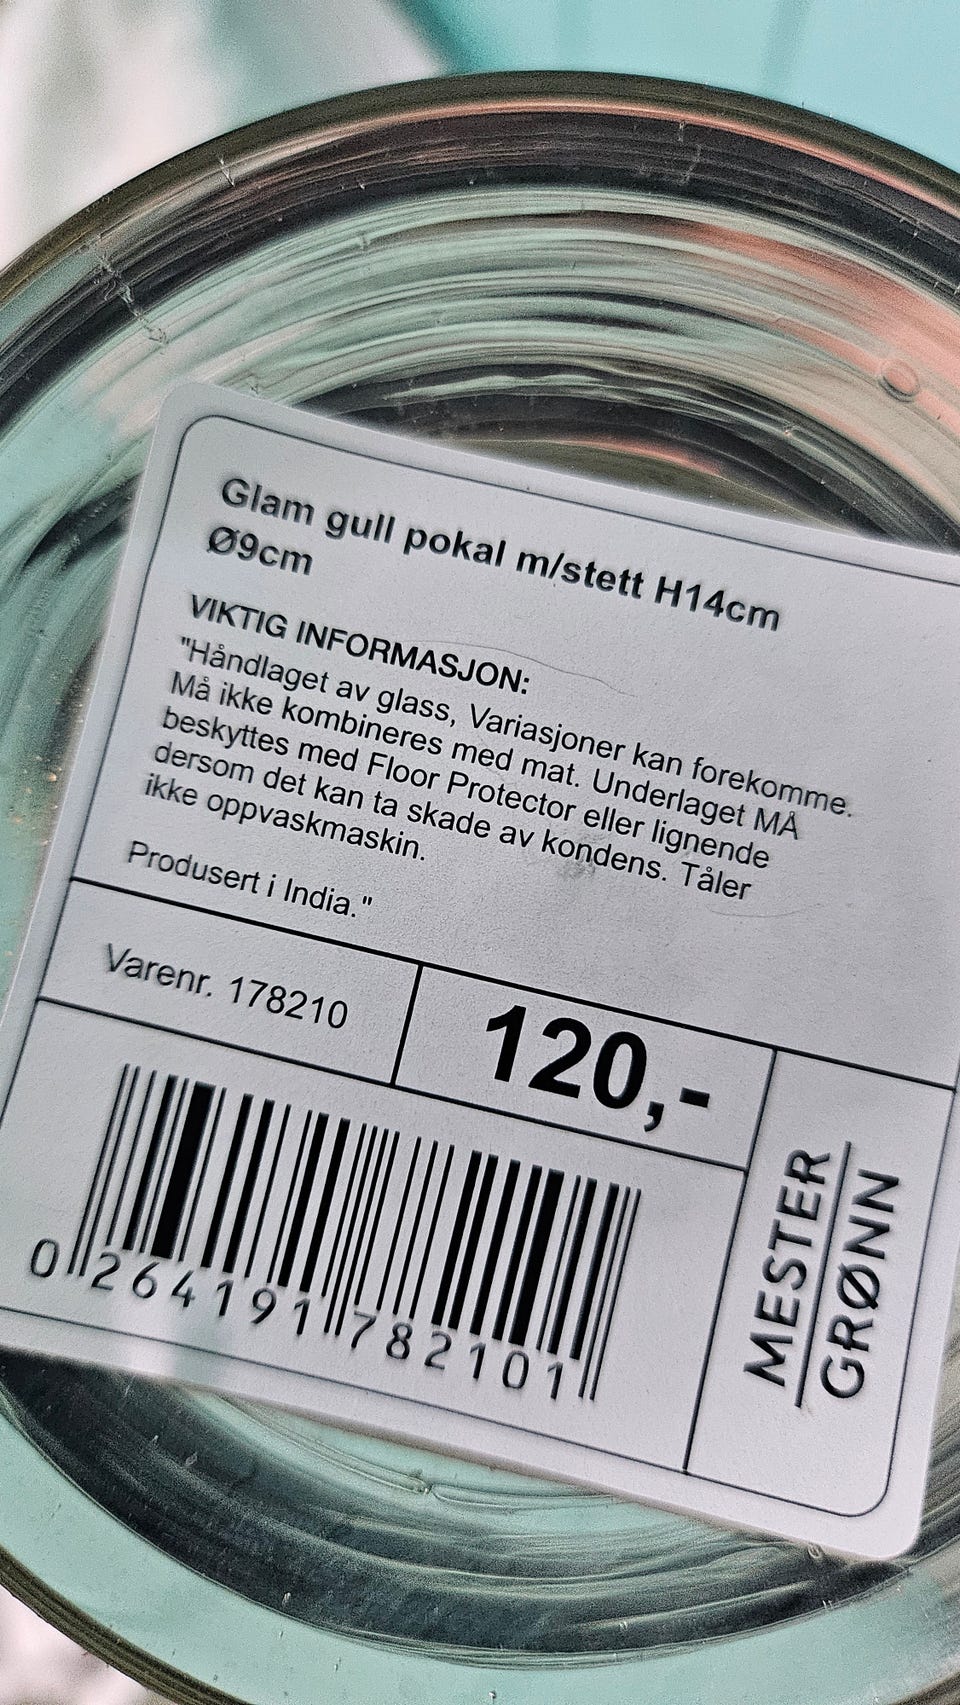 Glam gull pokal m/stett H14cm
Ø9cm
VIKTIG INFORMASJON:
"Håndlaget av glass, Variasjoner kan forekomme.
Må ikke kombineres med mat. Underlaget MÅ
beskyttes med Floor Protector eller lignende
dersom det kan ta skade av kondens. Tåler
ikke oppvaskmaskin.
Produsert i India."
Varenr. 178210
120,-
0 264191 782101
MESTER
GRØNN